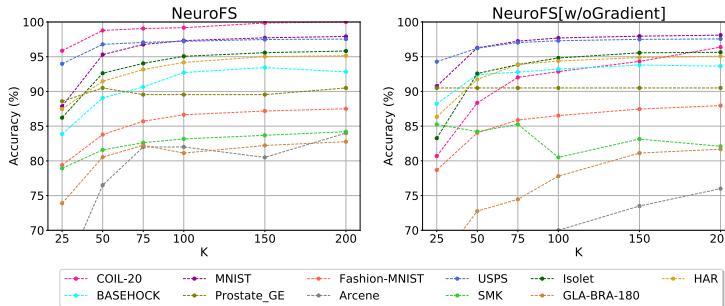 NeuroFS
NeuroFS[w/oGradient]
Accuracy (%)
100
95
90
85
80
75
70
25 50 75 100 150 200
K
Accuracy (%)
100
95
90
85
80
75
70
25 50 75 100 150 20
K
COIL-20 MNIST Fashion-MNIST USPS Isolet HAR
BASEHOCK Prostate_GE Arcene SMK GLA-BRA-180